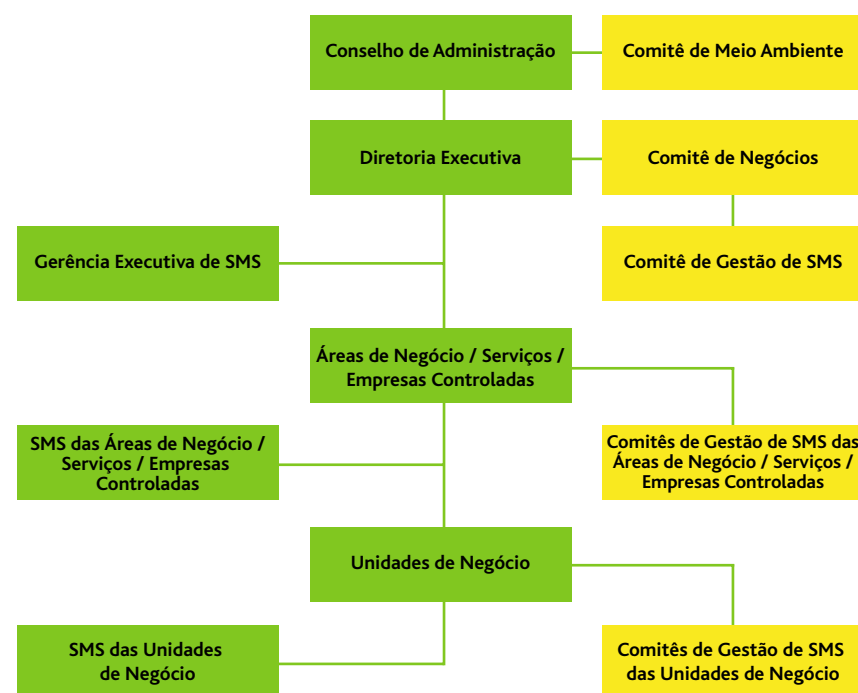 Conselho de Administração
Comitê de Meio Ambiente
Diretoria Executiva
Comitê de Negócios
Gerência Executiva de SMS
Comitê de Gestão de SMS
Áreas de Negócio / Serviços /
Empresas Controladas
SMS das Áreas de Negócio /
Serviços / Empresas
Controladas
Comitês de Gestão de SMS das
Áreas de Negócio / Serviços /
Empresas Controladas
Unidades de Negócio
SMS das Unidades
de Negócio
Comitês de Gestão de SMS
das Unidades de Negócio